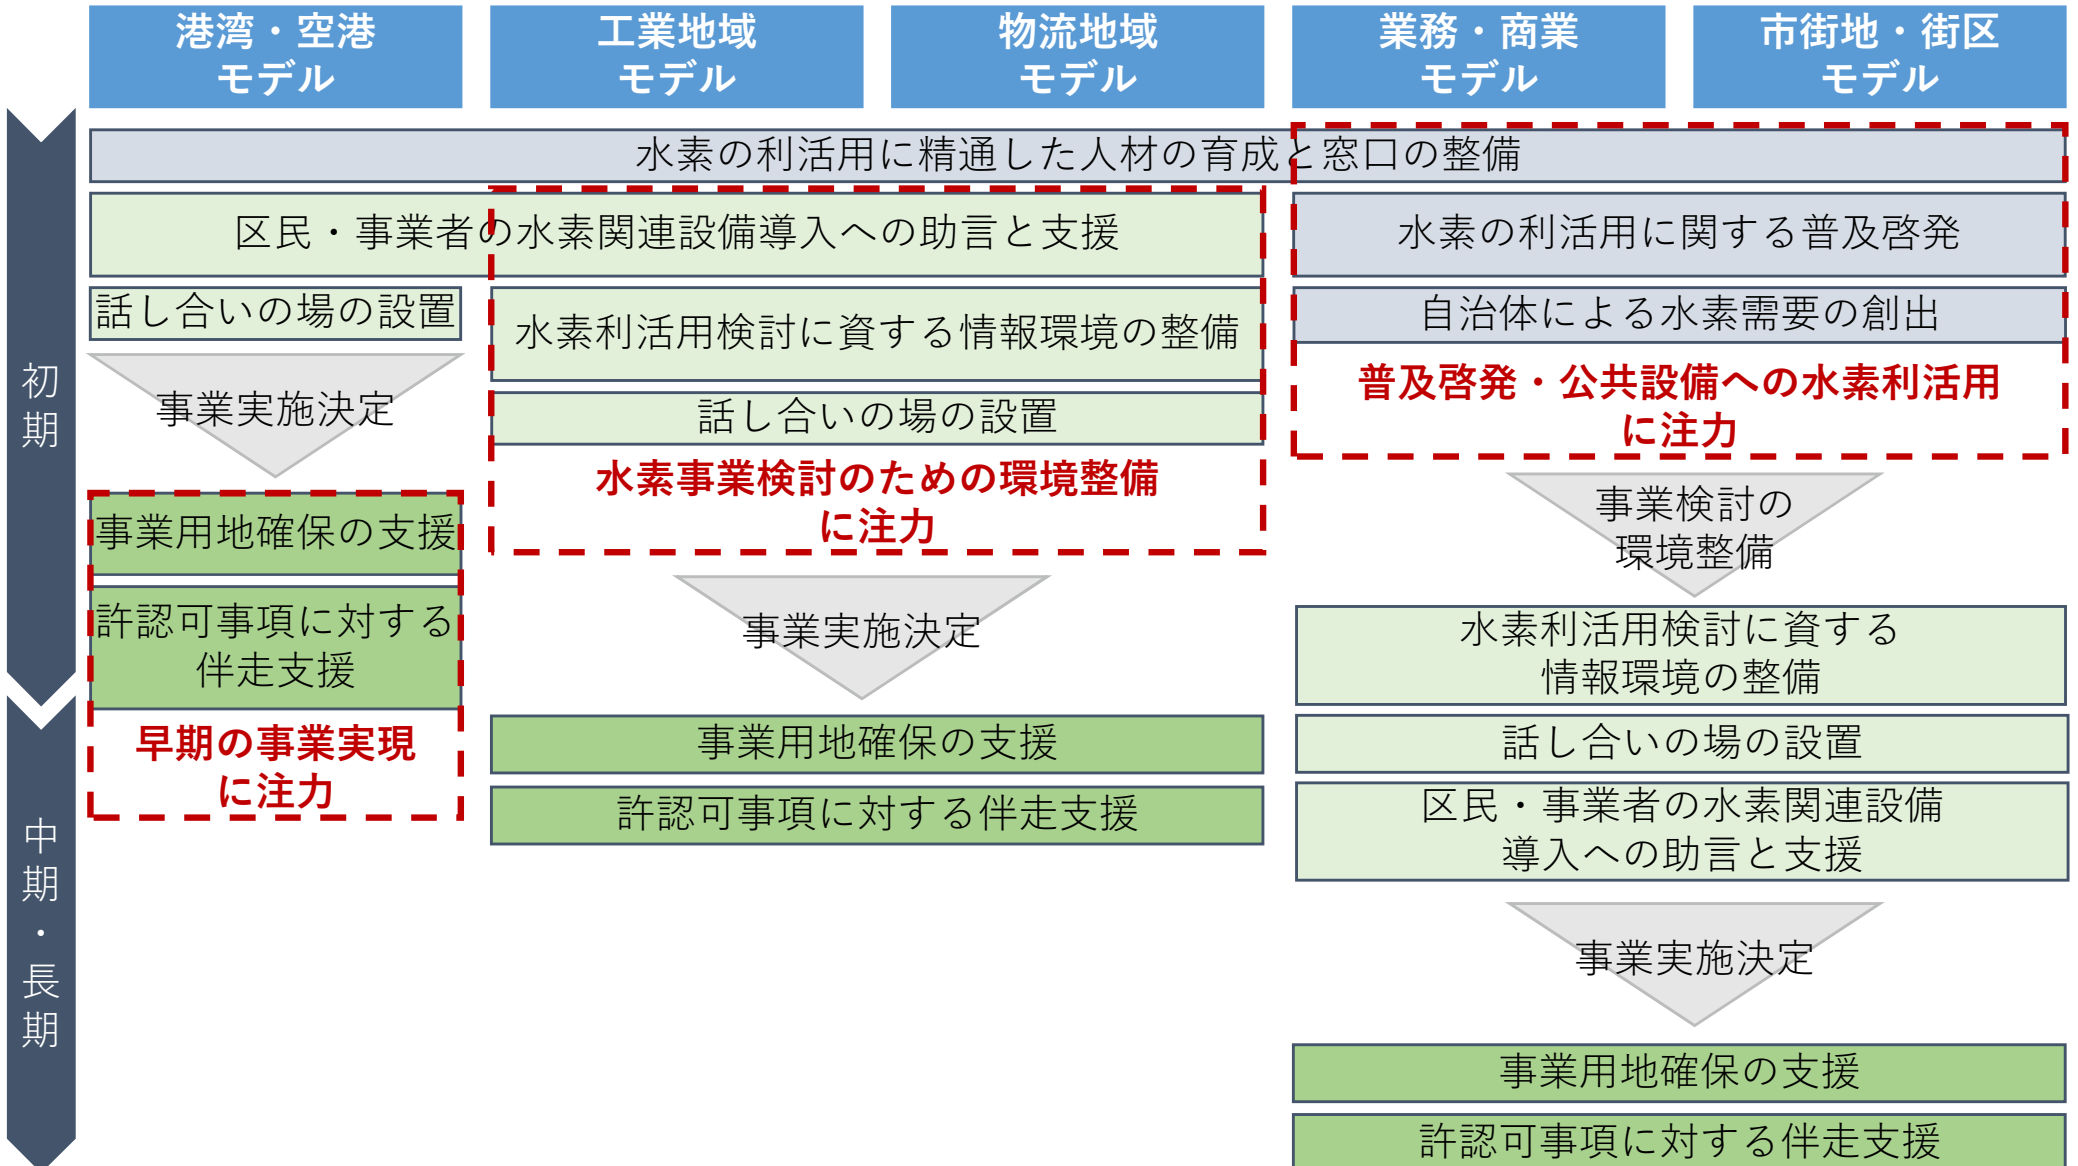 港湾・空港
モデル
工業地域
モデル
物流地域
モデル
業務・商業
モデル
市街地・街区
モデル
初期
中期・長期
水素の利活用に精通した人材の育成と窓口の整備
区民・事業者の水素関連設備導入への助言と支援
話し合いの場の設置
事業実施決定
事業用地確保の支援
許認可事項に対する
伴走支援
早期の事業実現
に注力
水素利活用検討に資する情報環境の整備
話し合いの場の設置
水素事業検討のための環境整備
に注力
事業実施決定
事業用地確保の支援
許認可事項に対する伴走支援
水素の利活用に関する普及啓発
自治体による水素需要の創出
普及啓発・公共設備への水素利活用
に注力
事業検討の
環境整備
水素利活用検討に資する
情報環境の整備
話し合いの場の設置
区民・事業者の水素関連設備
導入への助言と支援
事業実施決定
事業用地確保の支援
許認可事項に対する伴走支援